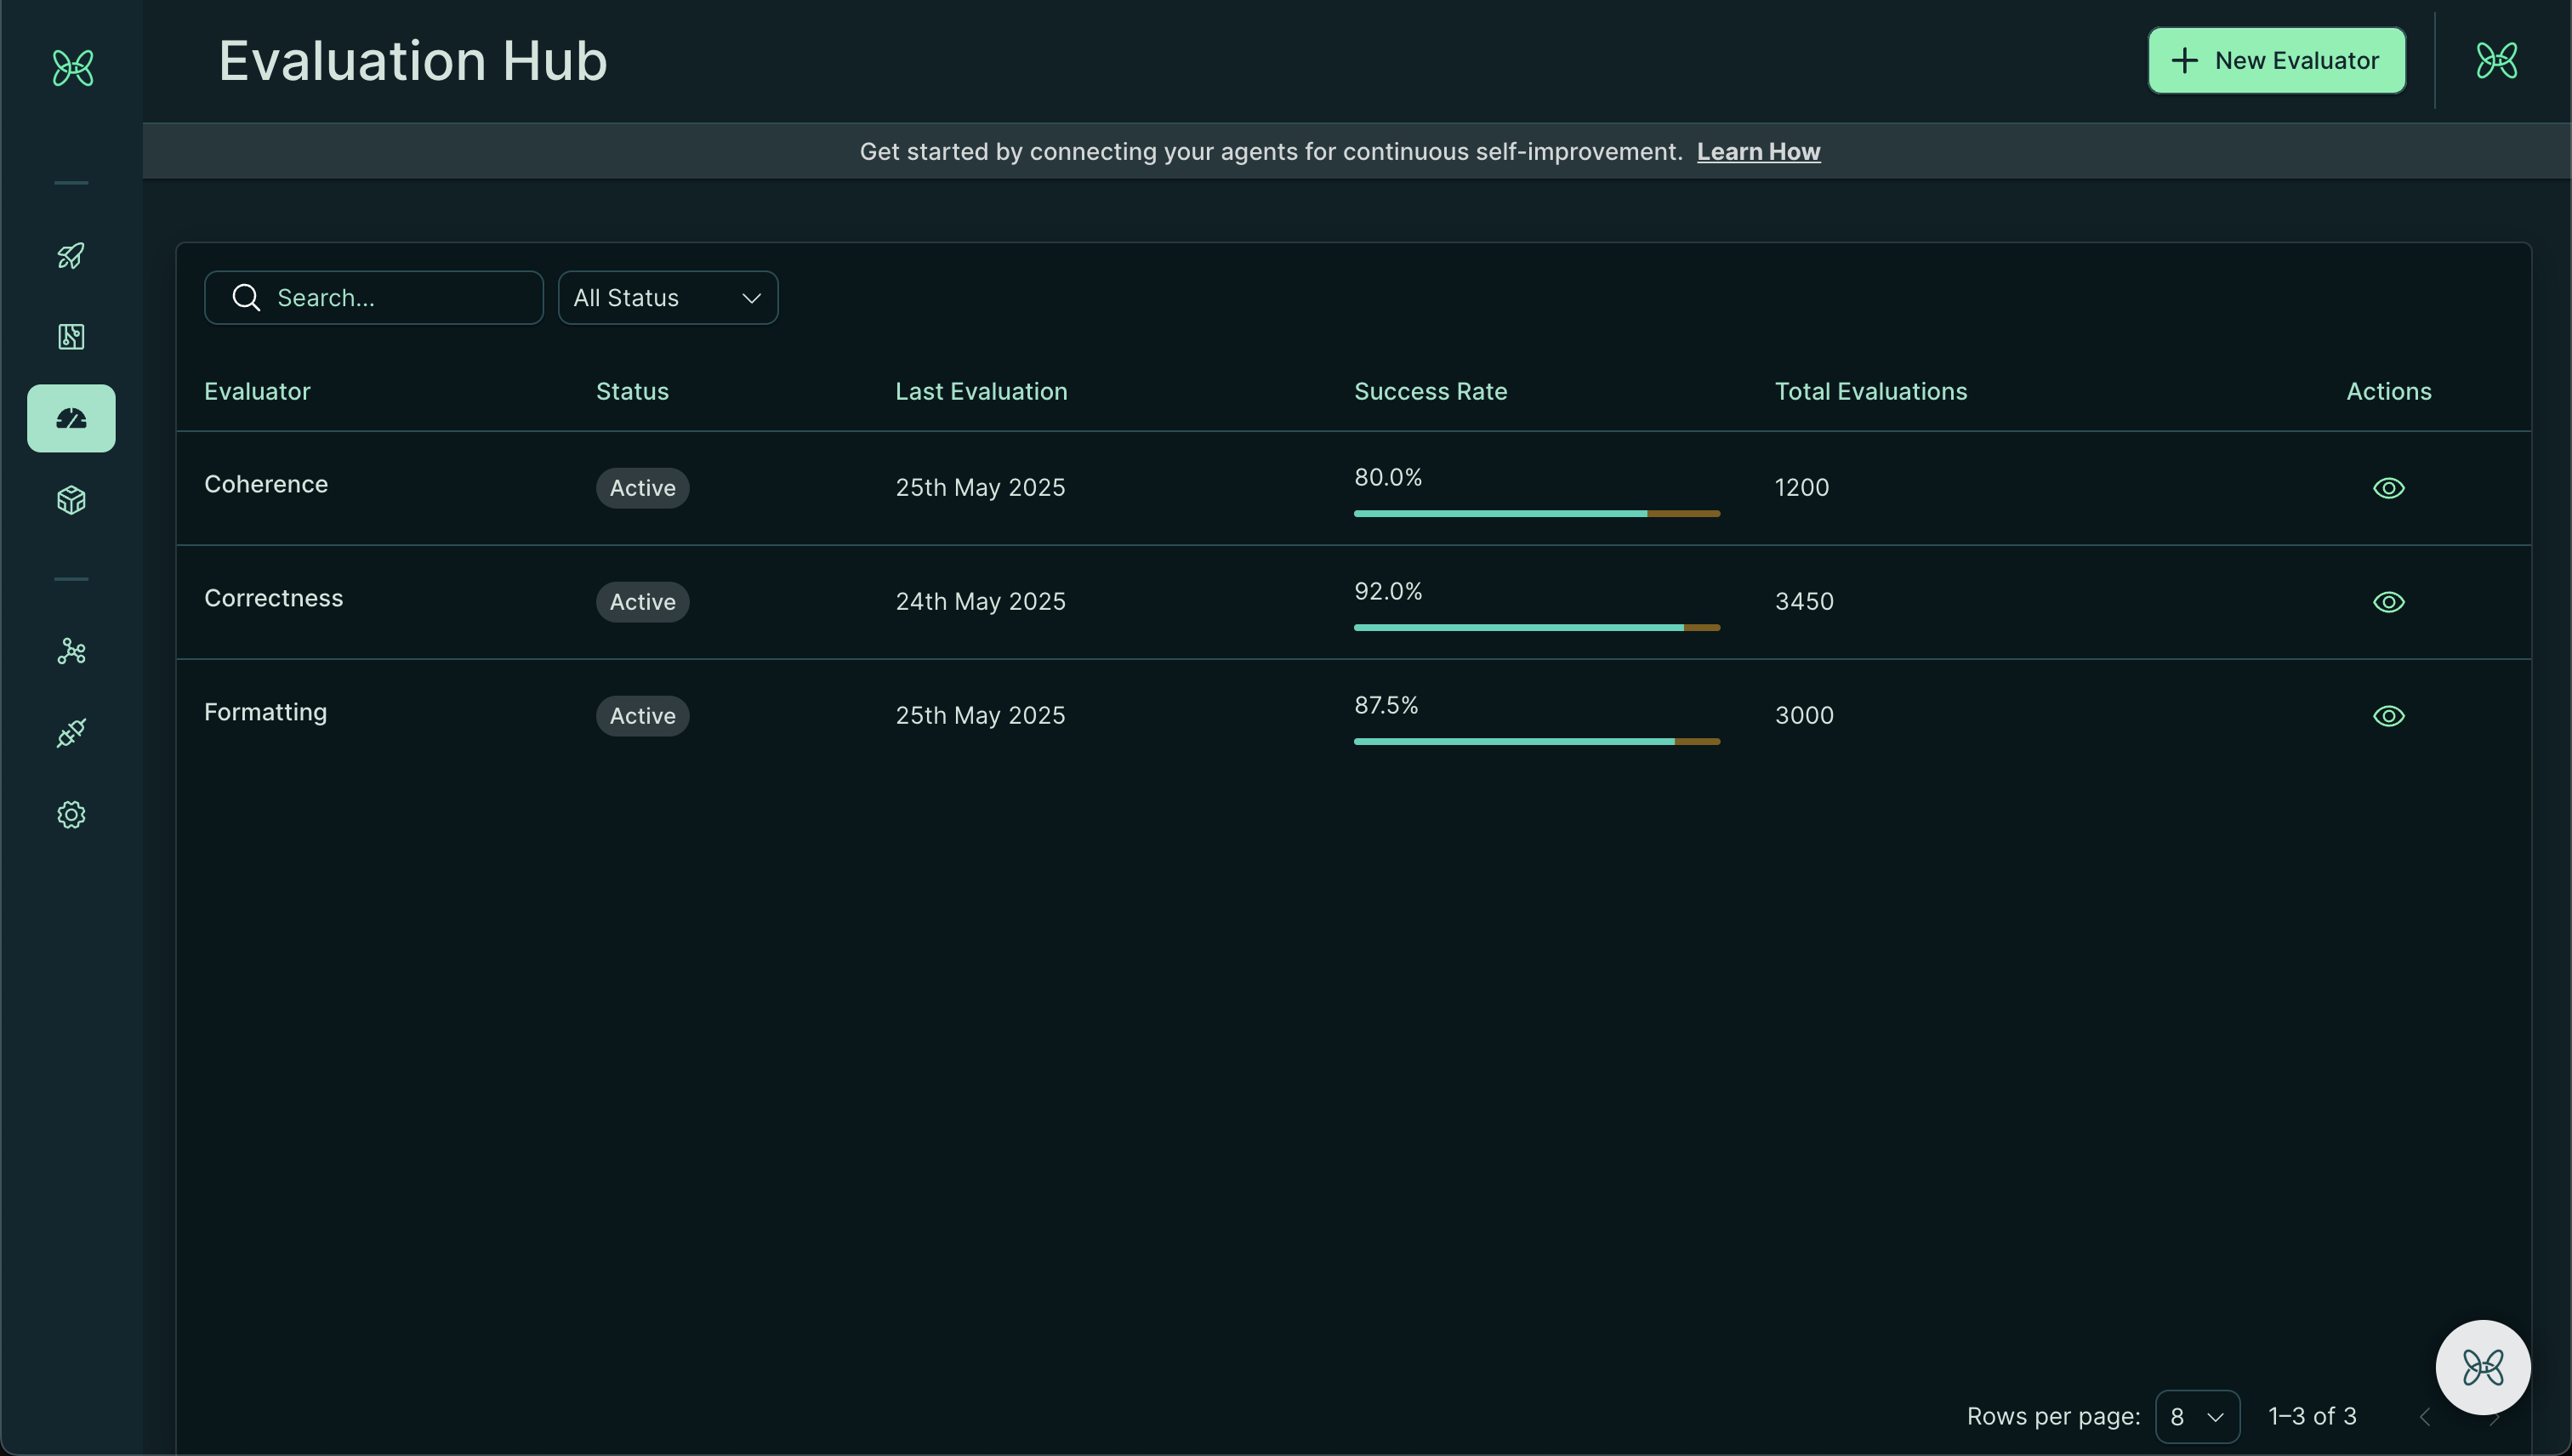 Evaluation Hub
New Evaluator
Get started by connecting your agents for continuous self-improvement. Learn How
Search...
All Status
Evaluator Status Last Evaluation Success Rate Total Evaluations Actions
Coherence Active 25th May 2025 80.0% 1200
Correctness Active 24th May 2025 92.0% 3450
Formatting Active 25th May 2025 87.5% 3000
Rows per page: 8 1–3 of 3